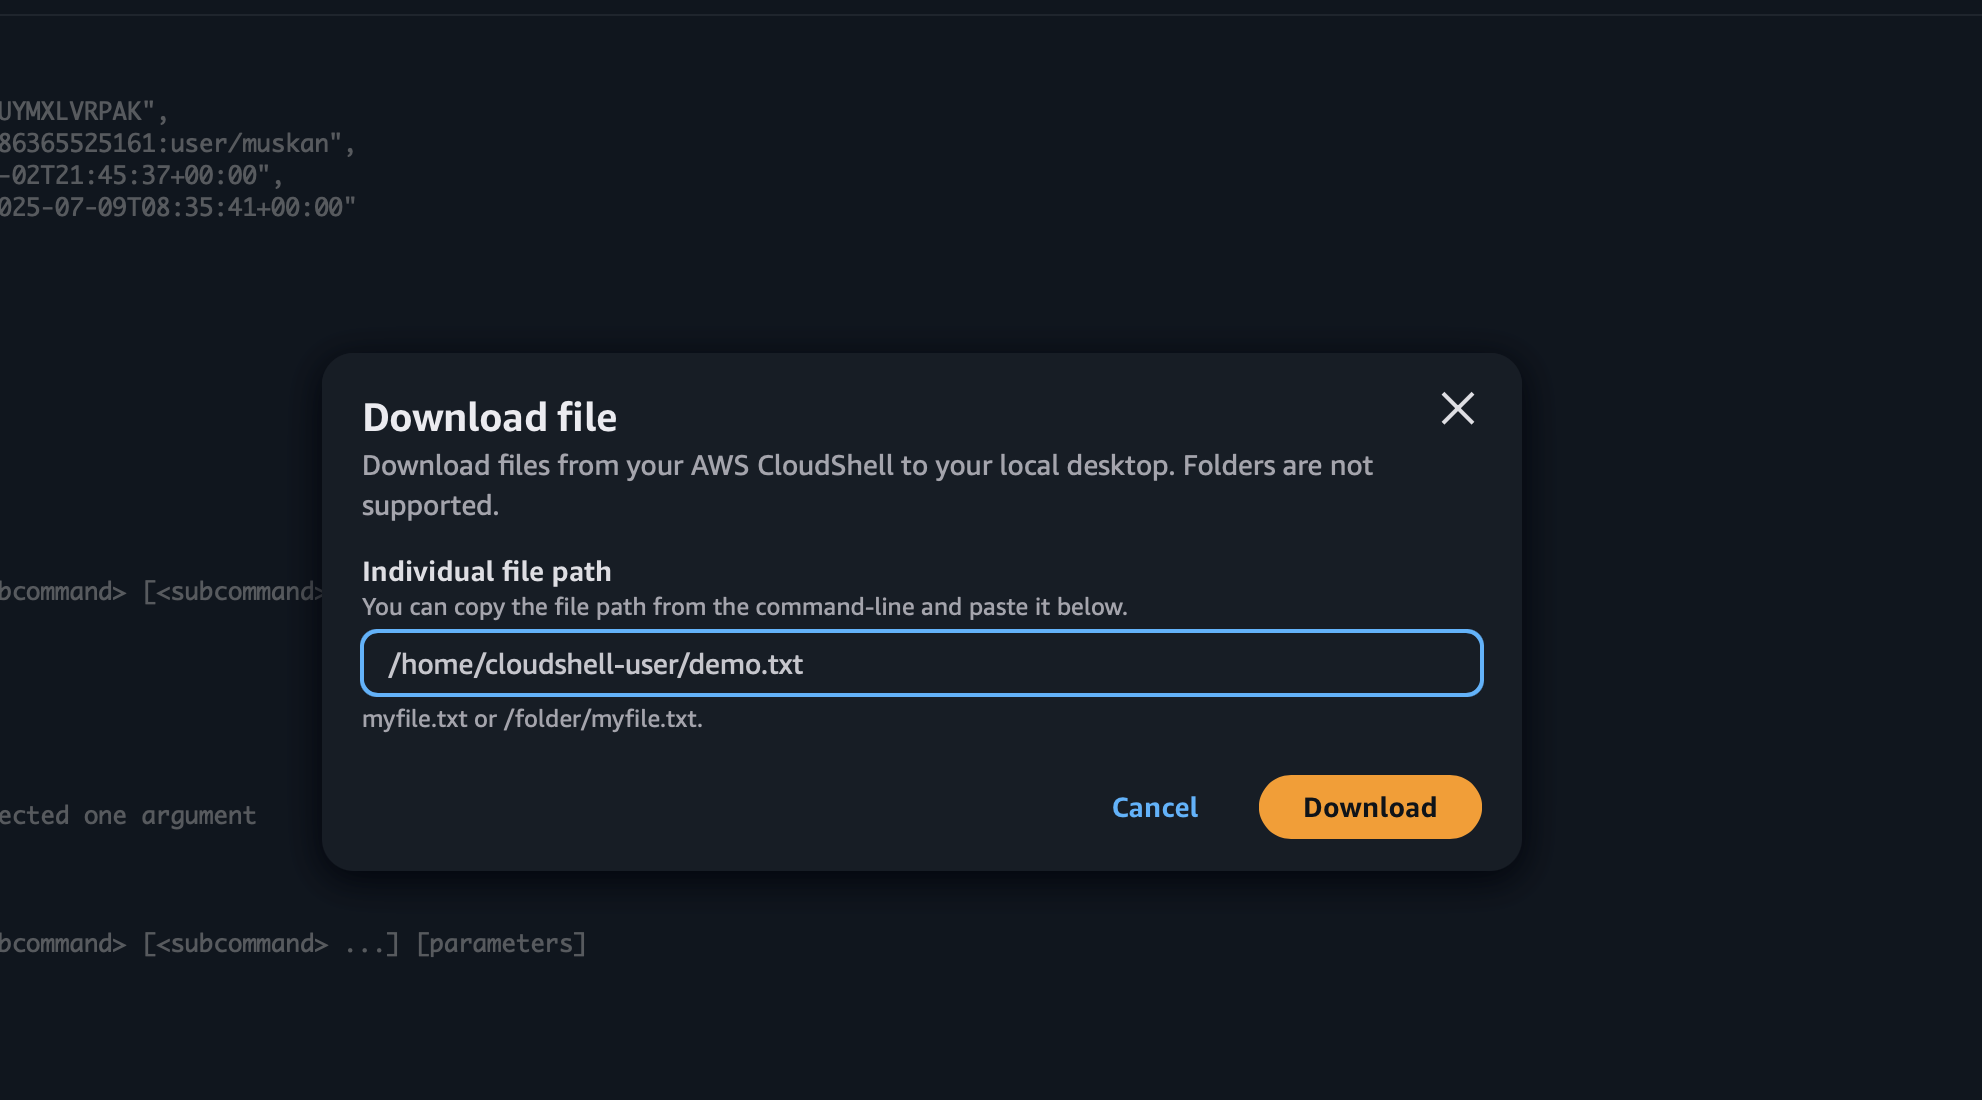 UYMXLVRPAK",
86365525161:user/muskan",
-02T21:45:37+00:00",
025-07-09T08:35:41+00:00"
Download file
Download files from your AWS CloudShell to your local desktop. Folders are not
supported.
Individual file path
bcommand> [<subcommand>
You can copy the file path from the command-line and paste it below.
/home/cloudshell-user/demo.txt
myfile.txt or /folder/myfile.txt.
Cancel
Download
ected one argument
bcommand> [<subcommand> ...] [parameters]